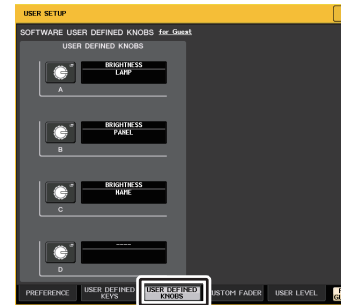 USER SETUP
SOFTWARE USER DEFINED KNOBS for Guest
USER DEFINED KNOBS
BRIGHTNESS
LAMP
A
BRIGHTNESS
PANEL
B
BRIGHTNESS
NAME
C
----
D
PREFERENCE
USER DEFINED
KEYS
USER DEFINED
KNOBS
USTOM FADER
USER LEVEL